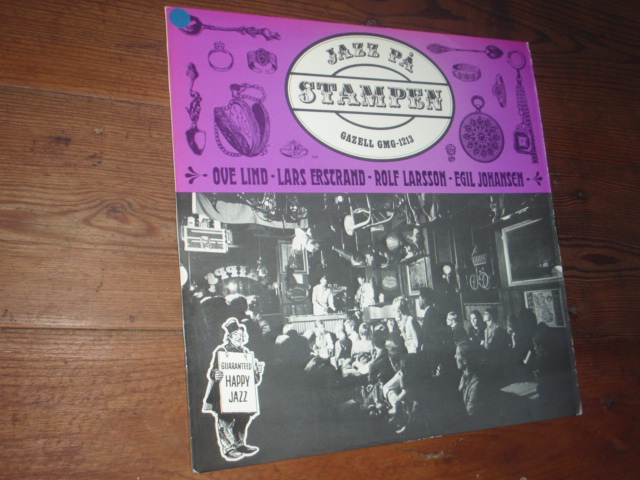 JAZZ PÅ
STAMPEN
GAZELL GMG-1213
OVE LIND - LARS ERSTRAND - ROLF LARSSON - EGIL JOHANSEN
GUARANTEED
HAPPY
JAZZ